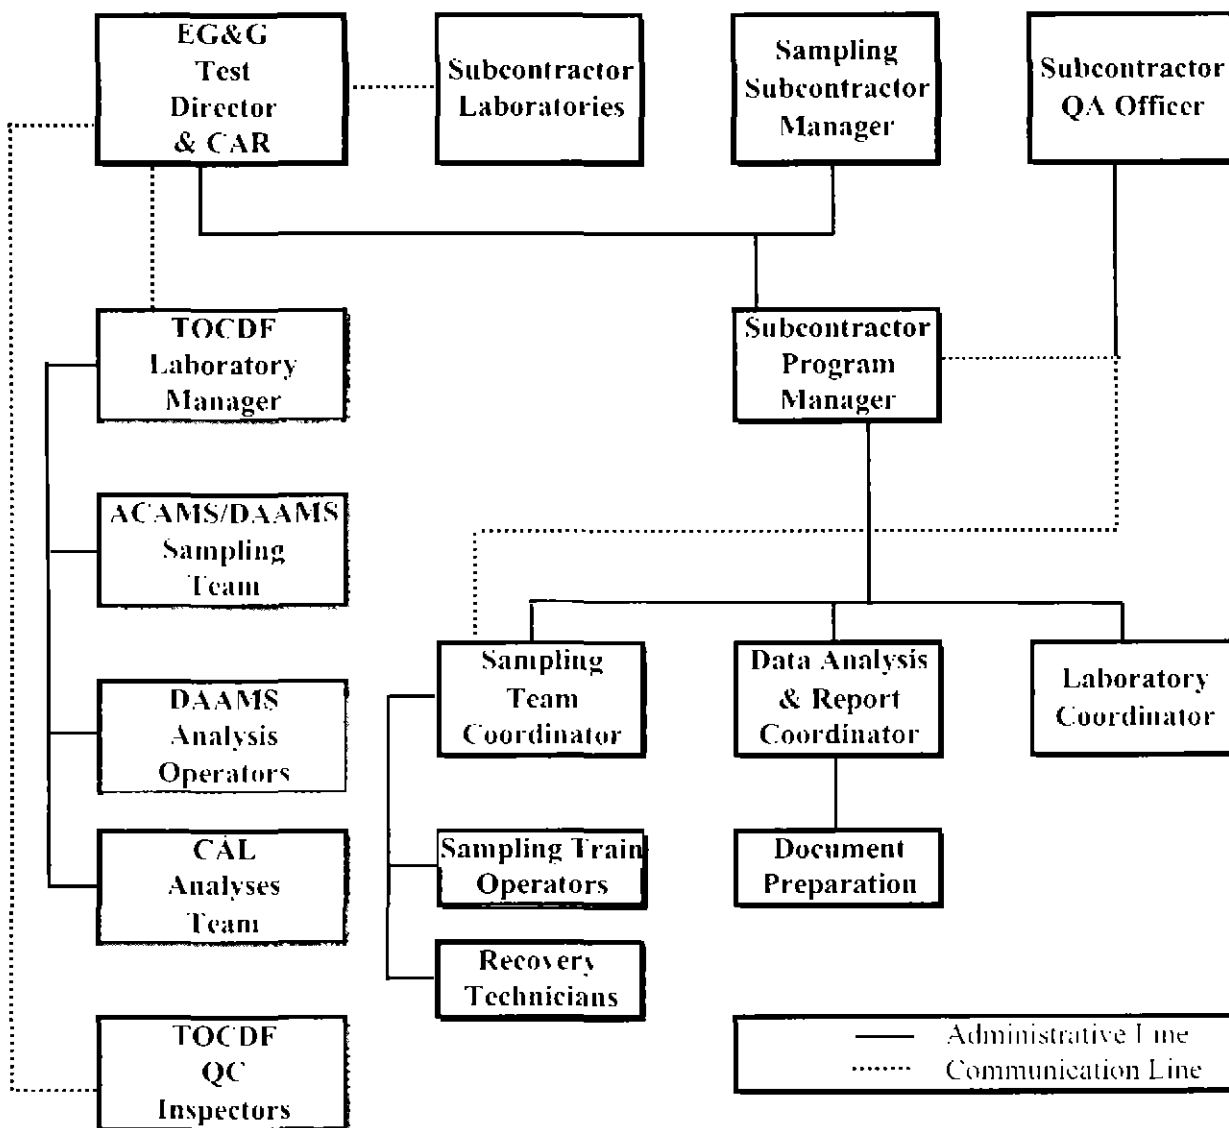 EG&G
Test
Director
& CAR
Subcontractor
Laboratories
Sampling
Subcontractor
Manager
Subcontractor
QA Officer
TOCDF
Laboratory
Manager
Subcontractor
Program
Manager
ACAMS/DAAMS
Sampling
Team
DAAMS
Analysis
Operators
Sampling
Team
Coordinator
Data Analysis
& Report
Coordinator
Laboratory
Coordinator
CAL
Analyses
Team
Sampling Train
Operators
Document
Preparation
Recovery
Technicians
TOCDF
QC
Inspectors
Administrative Line
Communication Line